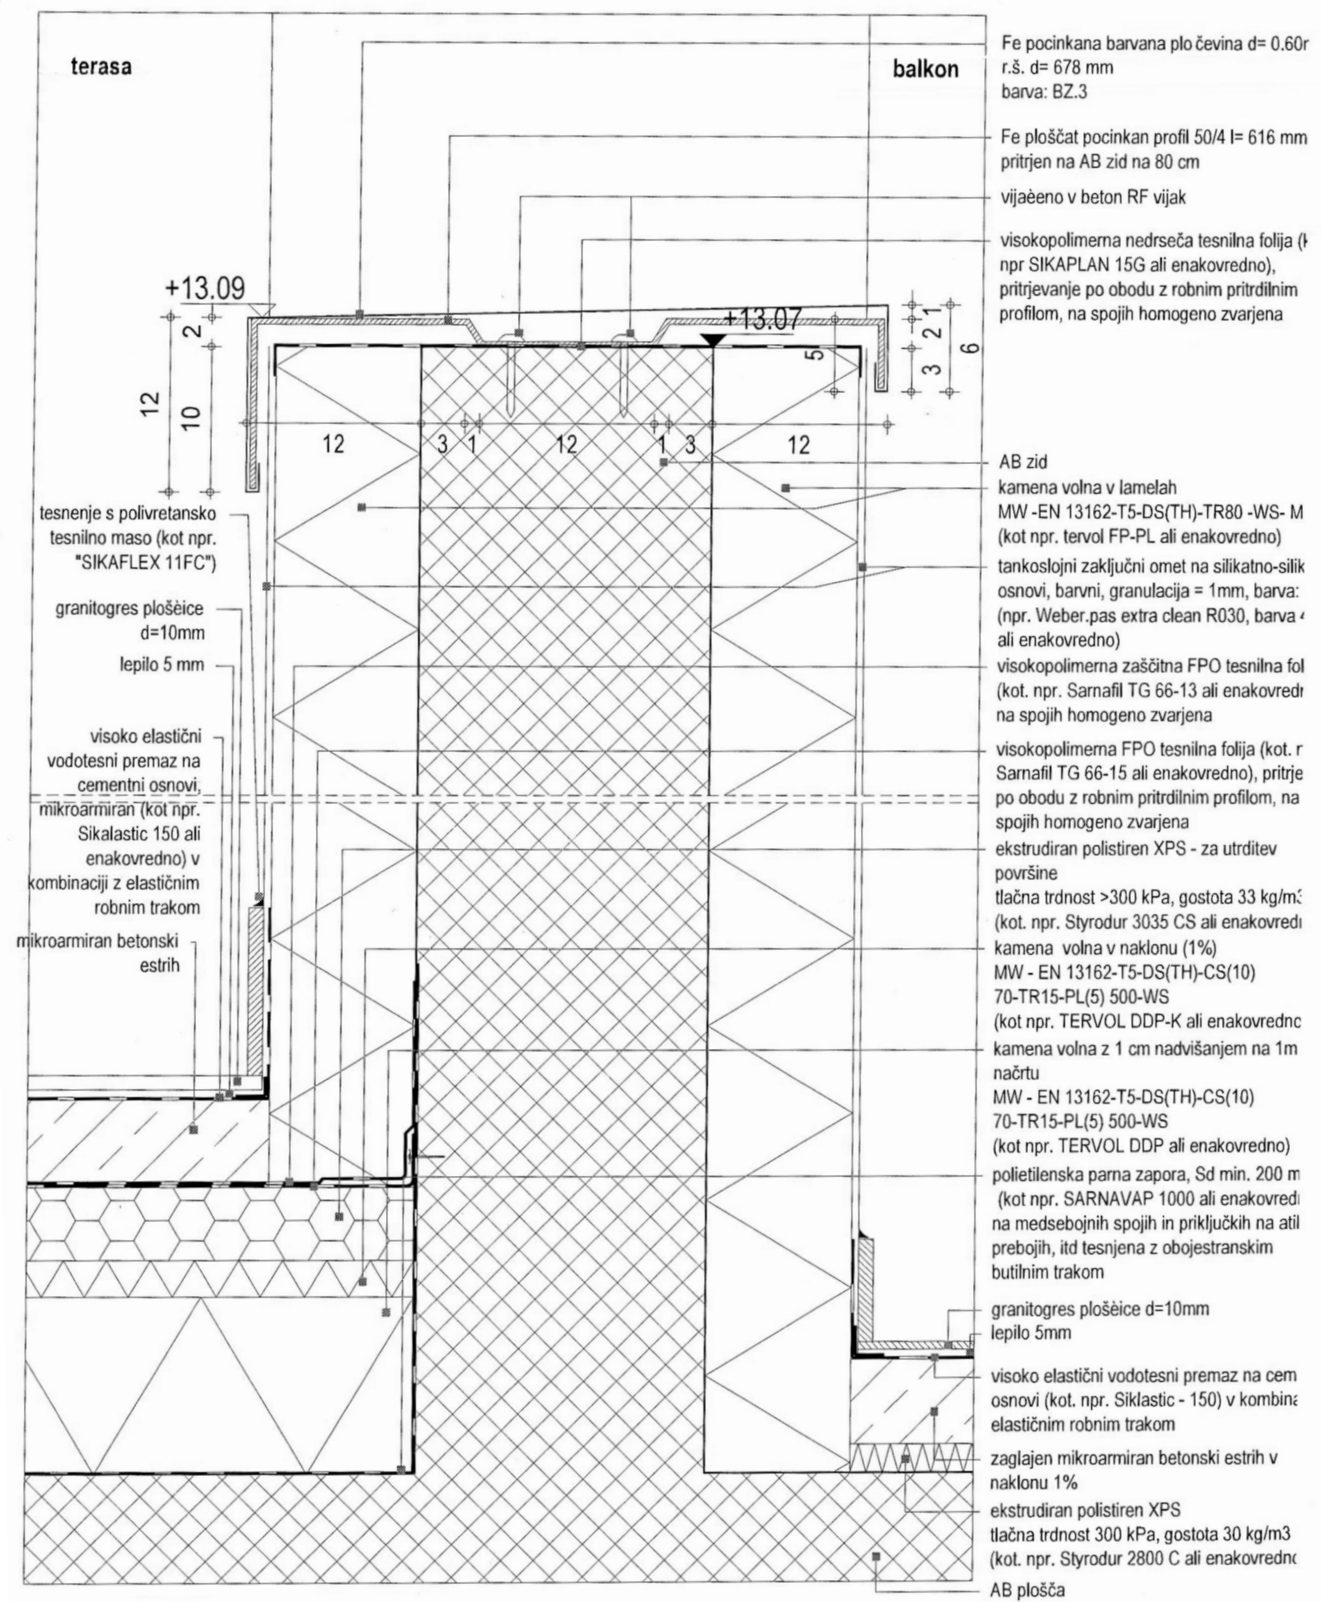 terasa
balkon
Fe pocinkana barvana plo čevina d= 0.60r
r.š. d= 678 mm
barva: BZ.3
Fe ploščat pocinkan profil 50/4 l= 616 mm
pritrjen na AB zid na 80 cm
vijaèeno v beton RF vijak
visokopolimerna nedrseča tesnilna folija (
npr SIKAPLAN 15G ali enakovredno),
pritrjevanje po obodu z robnim pritrdilnim
profilom, na spojih homogeno zvarjena
+13.09
+13.07
2
12
10
5
1
2
3
6
12
3
1
12
1
3
12
AB zid
kamena volna v lamelah
MW -EN 13162-T5-DS(TH)-TR80 -WS- M
(kot npr. tervol FP-PL ali enakovredno)
tankoslojni zaključni omet na silikatno-silik
osnovi, barvni, granulacija = 1mm, barva:
(npr. Weber.pas extra clean R030, barva
ali enakovredno)
visokopolimerna zaščitna FPO tesnilna fol
(kot. npr. Sarnafil TG 66-13 ali enakovredr
na spojih homogeno zvarjena
visokopolimerna FPO tesnilna folija (kot. r
Sarnafil TG 66-15 ali enakovredno), pritrje
po obodu z robnim pritrdilnim profilom, na
spojih homogeno zvarjena
ekstrudiran polistiren XPS - za utrditev
površine
tlačna trdnost >300 kPa, gostota 33 kg/m
(kot. npr. Styrodur 3035 CS ali enakovredı
kamena volna v naklonu (1%)
MW - EN 13162-T5-DS(TH)-CS(10)
70-TR15-PL(5) 500-WS
(kot npr. TERVOL DDP-K ali enakovrednc
kamena volna z 1 cm nadvišanjem na 1m
načrtu
MW - EN 13162-T5-DS(TH)-CS(10)
70-TR15-PL(5) 500-WS
(kot npr. TERVOL DDP ali enakovredno)
polietilenska parna zapora, Sd min. 200 m
(kot npr. SARNAVAP 1000 ali enakovredı
na medsebojnih spojih in priključkih na atil
prebojih, itd tesnjena z obojestranskim
butilnim trakom
granitogres ploščèice d=10mm
lepilo 5mm
visoko elastični vodotesni premaz na cem
osnovi (kot. npr. Siklastic - 150) v kombina
elastičnim robnim trakom
zaglajen mikroarmiran betonski estrih v
naklonu 1%
ekstrudiran polistiren XPS
tlačna trdnost 300 kPa, gostota 30 kg/m3
(kot. npr. Styrodur 2800 C ali enakovrednc
AB plošča
tesnenje s polivretansko
tesnilno maso (kot npr.
"SIKAFLEX 11FC")
granitogres plošèice
d=10mm
lepilo 5 mm
visoko elastični
vodotesni premaz na
cementni osnovi,
mikroarmiran (kot npr.
Sikalastic 150 ali
enakovredno) v
kombinaciji z elastičnim
robnim trakom
mikroarmiran betonski
estrih